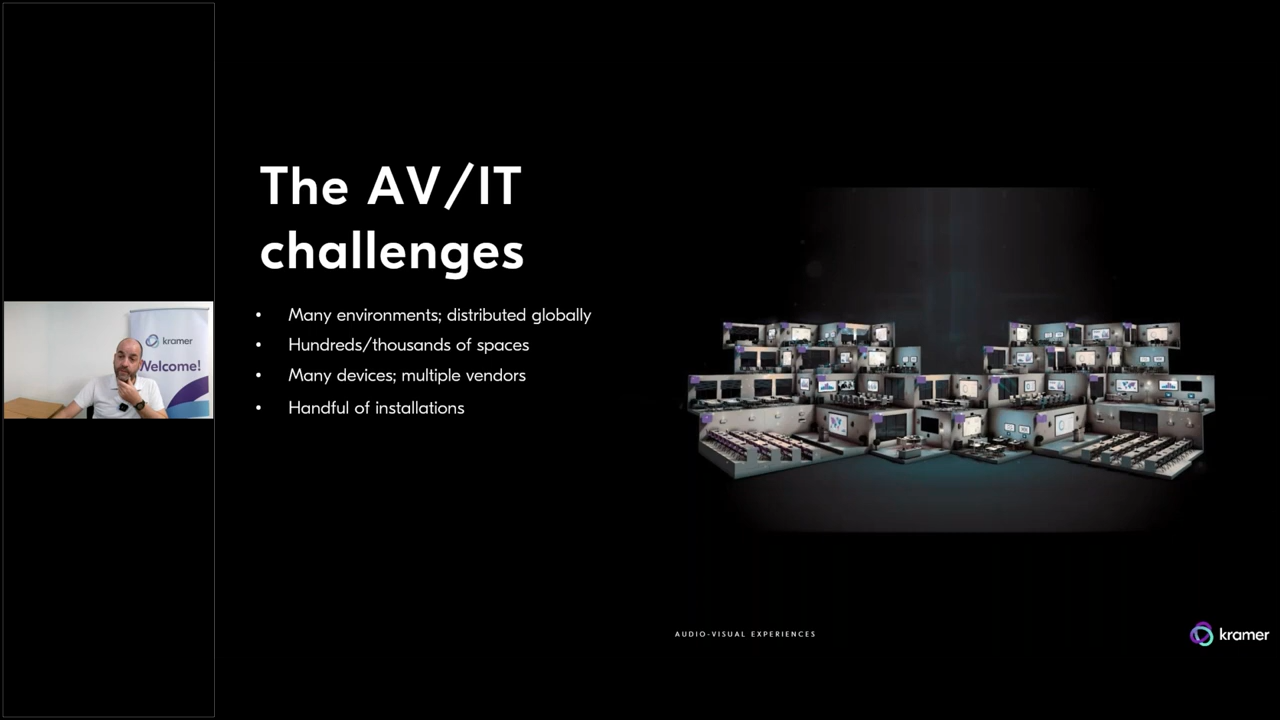 The AV/IT
challenges
• Many environments; distributed globally
• Hundreds/thousands of spaces
• Many devices; multiple vendors
• Handful of installations
kramer
Welcome!
AUDIO-VISUAL EXPERIENCES
kramer